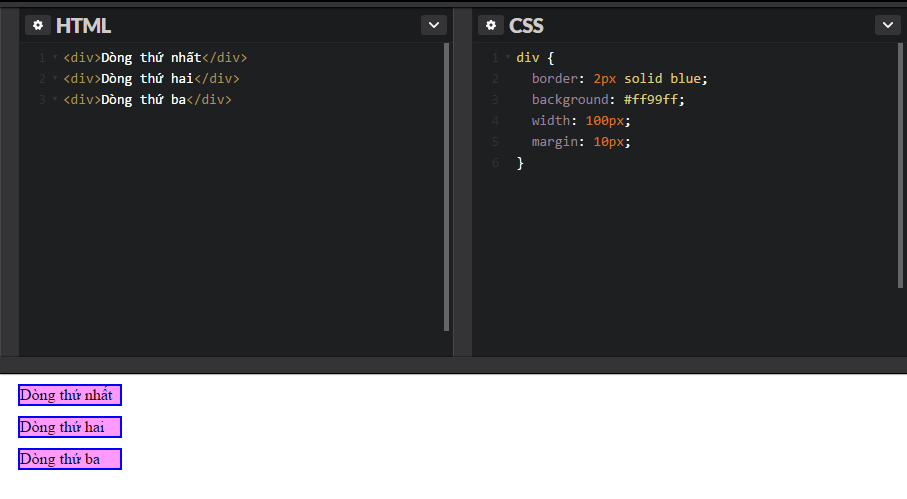 HTML
1 <div>Dòng thứ nhất</div>
2 <div>Dòng thứ hai</div>
3 <div>Dòng thứ ba</div>
CSS
1 div {
2 border: 2px solid blue;
3 background: #ff99ff;
4 width: 100px;
5 margin: 10px;
6 }
Dòng thứ nhất
Dòng thứ hai
Dòng thứ ba